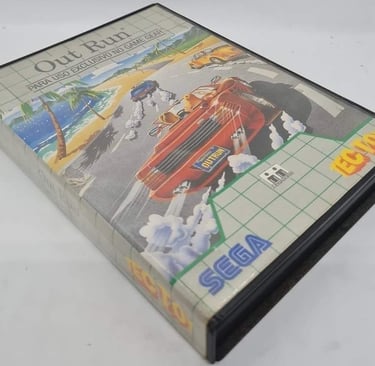 Out Run
PARA USO EXCLUSIVO NO GAME GEAR
OUTRUN
SEGA
TEC TOY